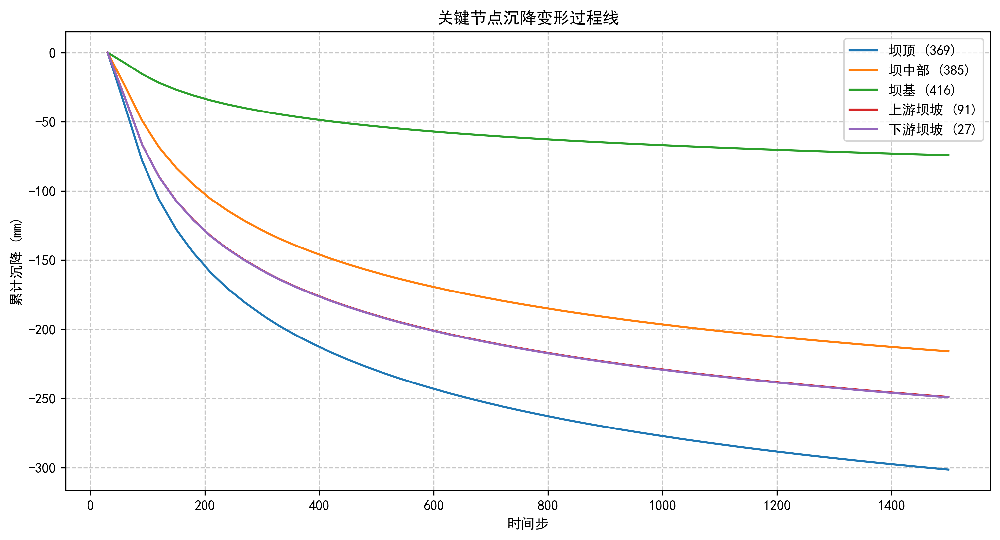 关键节点沉降变形过程线
坝顶 (369)
坝中部 (385)
坝基 (416)
上游坝坡 (91)
下游坝坡 (27)
累计沉降 (mm)
0
−50
−100
−150
−200
−250
−300
0 200 400 600 800 1000 1200 1400
时间步